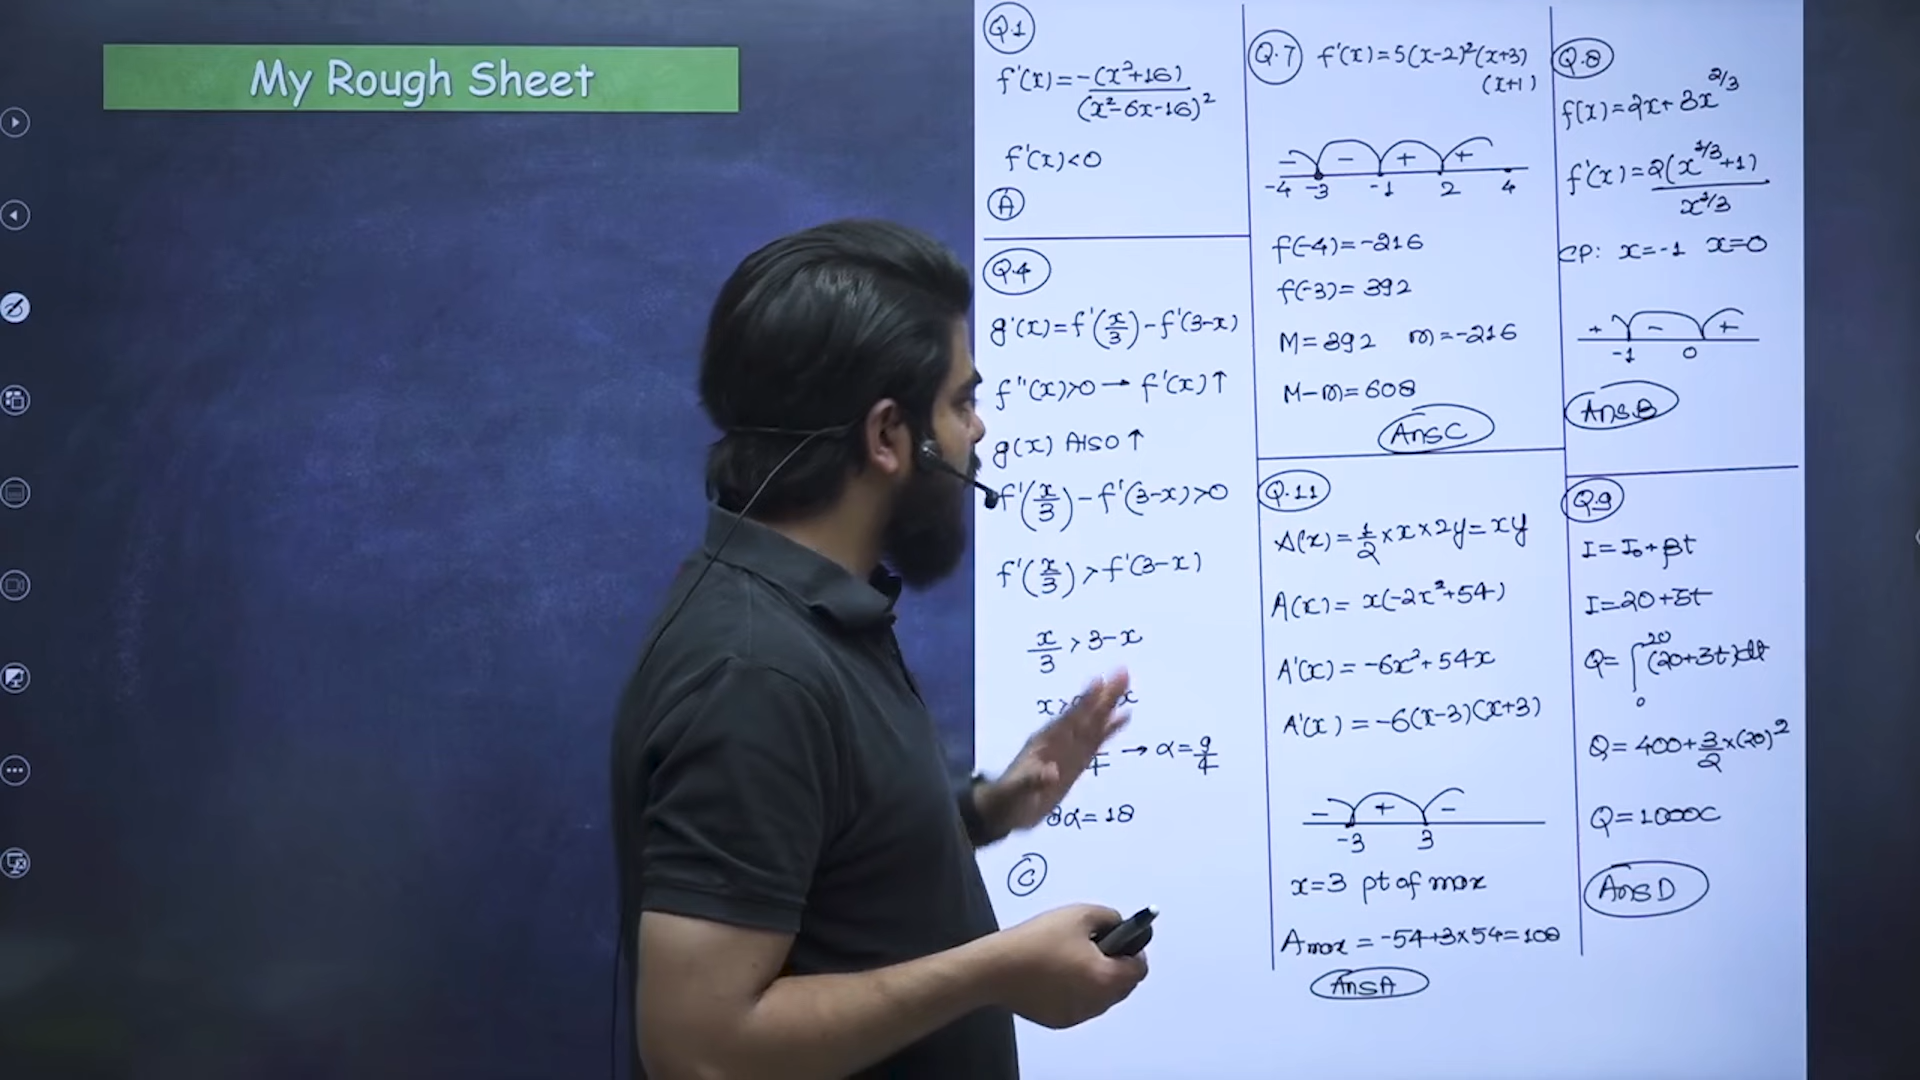 My Rough Sheet
Q.1
f'(x)=-(x²+16)/(x²-6x-16)²
f'(x)<0
A
Q.4
g'(x)=f'(x/3)-f'(3-x)
f''(x)>0 → f'(x)↑
g(x) Also ↑
f'(x/3)-f'(3-x)>0
f'(x/3)>f'(3-x)
x/3 > 3-x
x>
→ α=9/4
8α=18
C
Q.7 f'(x)=5(x-2)²(x+3)
(x+1)
- - + +
-4 -3 -1 2 4
f(-4)=-216
f(-3)=392
M=392 m=-216
M-m=608
Ans C
Q.11
A(x)=1/2×x×2y=xy
A(x)=x(-2x²+54)
A'(x)=-6x²+54x
A'(x)=-6(x-3)(x+3)
- + -
-3 3
x=3 pt of max
Amax=-54+3×54=108
Ans A
Q.8
f(x)=2x+3x^2/3
f'(x)=2(x^1/3+1)/x^1/3
CP: x=-1 x=0
+ - +
-1 0
Ans B
Q.9
I=I₀+βt
I=20+3t
Q=∫₀²⁰(20+3t)dt
Q=400+3/2×(20)²
Q=1000C
Ans D